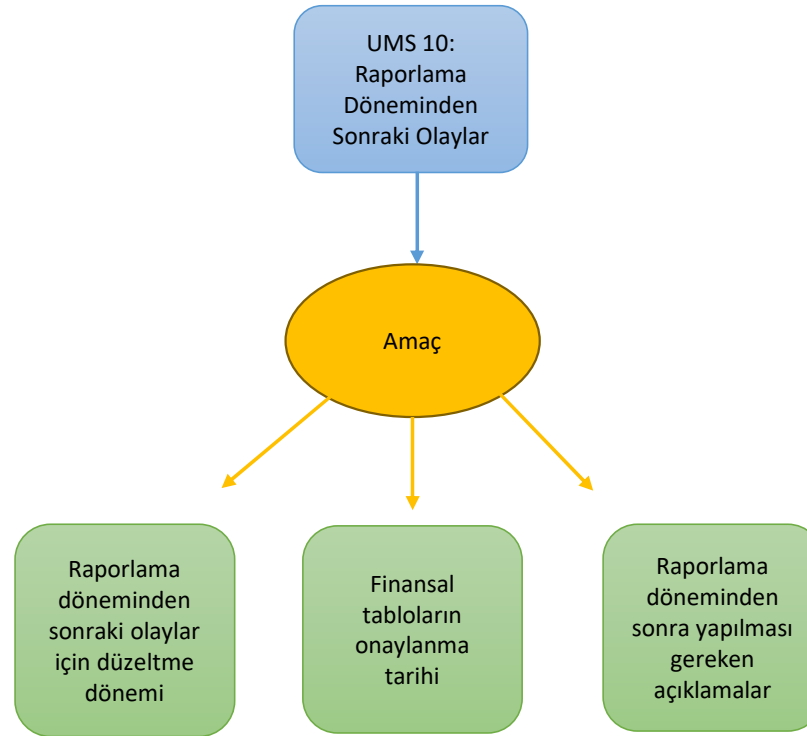 UMS 10:
Raporlama
Döneminden
Sonraki Olaylar
Amaç
Raporlama
döneminden
sonraki olaylar
için düzeltme
dönemi
Finansal
tabloların
onaylanma
tarihi
Raporlama
döneminden
sonra yapılması
gereken
açıklamalar